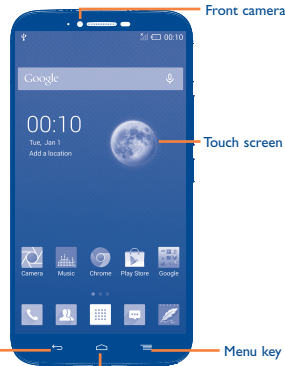 Front camera
00:10
Google
00:10
Tue, Jan 1
Add a location
Touch screen
Camera Music Chrome Play Store Google
Menu key